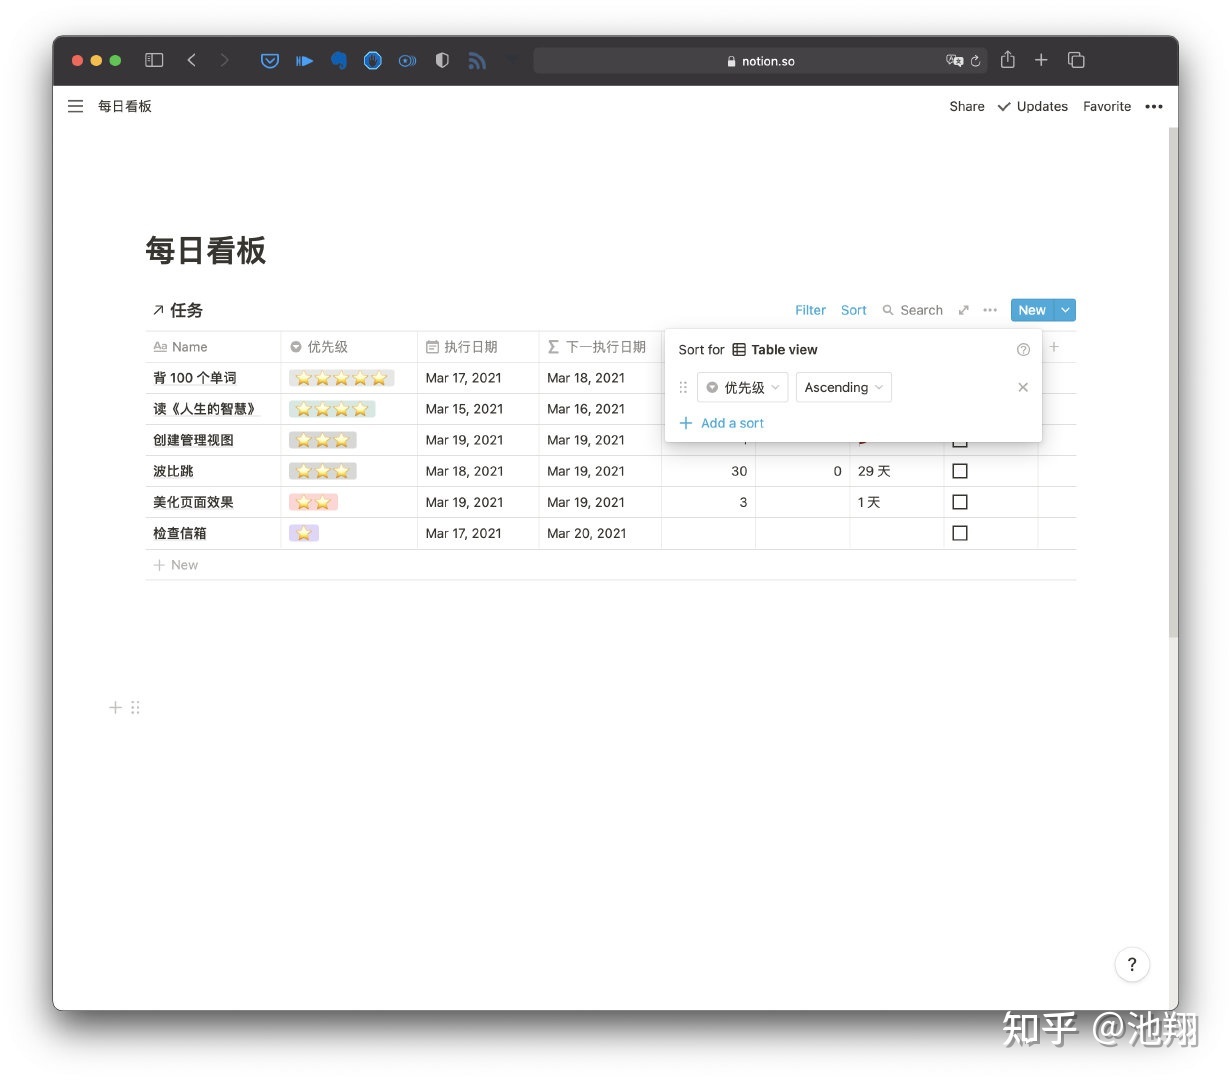 notion.so
每日看板
Share Updates Favorite •••
每日看板
任务
Filter Sort Search ••• New
Aa Name 优先级 执行日期 Σ 下一执行日期 +
Sort for Table view ?
优先级 Ascending ×
+ Add a sort
背 100 个单词 ⭐⭐⭐⭐⭐ Mar 17, 2021 Mar 18, 2021
读《人生的智慧》 ⭐⭐⭐⭐ Mar 15, 2021 Mar 16, 2021
创建管理视图 ⭐⭐⭐ Mar 19, 2021 Mar 19, 2021
波比跳 ⭐⭐⭐ Mar 18, 2021 Mar 19, 2021 30 0 29 天
美化页面效果 ⭐⭐ Mar 19, 2021 Mar 19, 2021 3 1 天
检查信箱 ⭐ Mar 17, 2021 Mar 20, 2021
+ New
?
知乎 @池翔